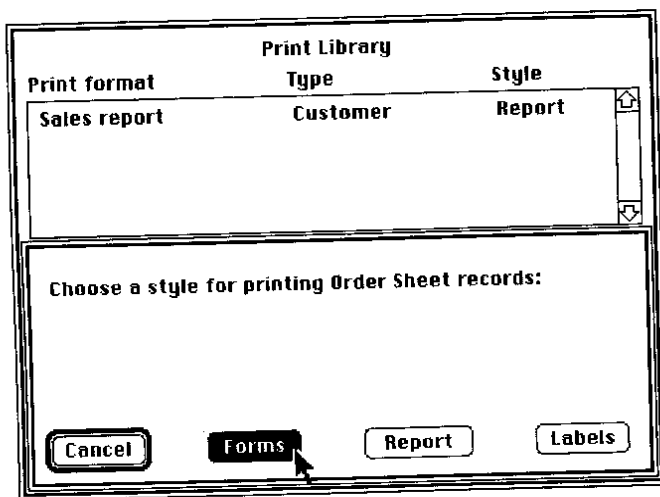 Print Library
Print format Type Style
Sales report Customer Report
Choose a style for printing Order Sheet records:
Cancel Forms Report Labels